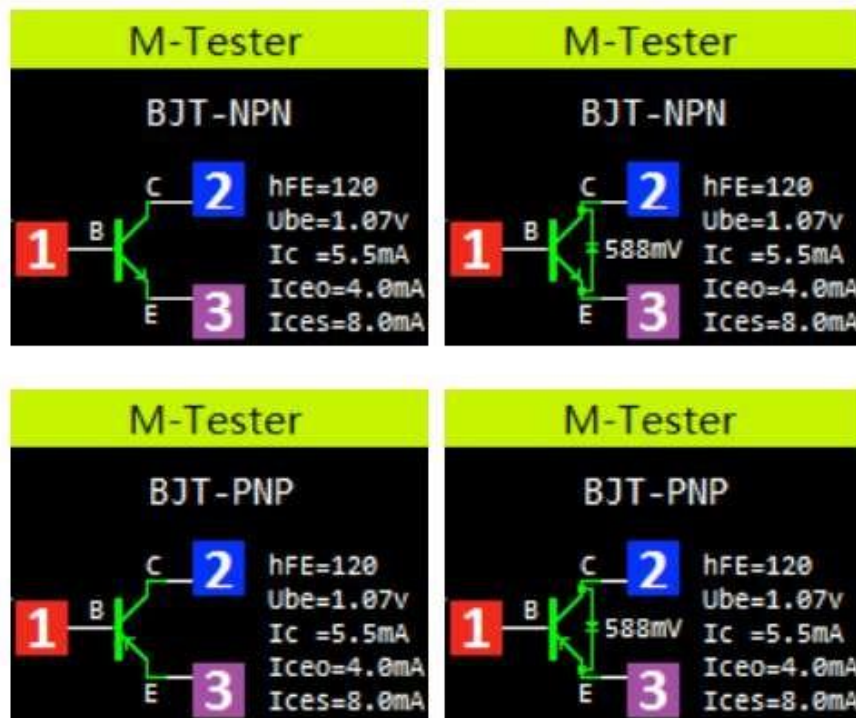 M-Tester
BJT-NPN
C 2 hFE=120
Ube=1.07v
1 B Ic =5.5mA
Iceo=4.0mA
E 3 Ices=8.0mA
M-Tester
BJT-NPN
C 2 hFE=120
Ube=1.07v
1 B 588mV Ic =5.5mA
Iceo=4.0mA
E 3 Ices=8.0mA
M-Tester
BJT-PNP
C 2 hFE=120
Ube=1.07v
1 B Ic =5.5mA
Iceo=4.0mA
E 3 Ices=8.0mA
M-Tester
BJT-PNP
C 2 hFE=120
Ube=1.07v
1 B 588mV Ic =5.5mA
Iceo=4.0mA
E 3 Ices=8.0mA